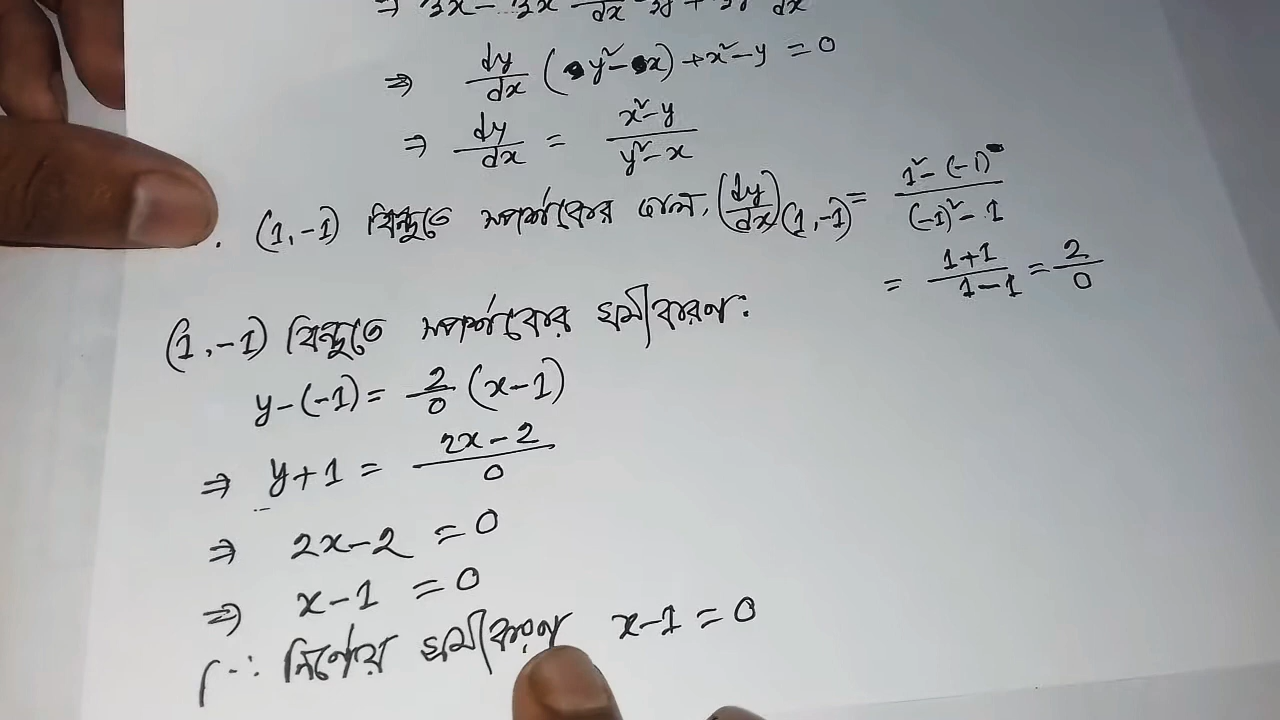 ⇒ dy/dx (y²-x)+x²-y = 0
⇒ dy/dx = x²-y / y²-x
(1,-1) বিন্দুতে স্পর্শকের ঢাল, (dy/dx)(1,-1) = 1²-(-1) / (-1)²-1
= 1+1 / 1-1 = 2/0
(1,-1) বিন্দুতে স্পর্শকের সমীকরণ:
y-(-1) = 2/0 (x-1)
⇒ y+1 = 2x-2 / 0
⇒ 2x-2 = 0
⇒ x-1 = 0
∴ নির্ণেয় সমীকরণ x-1 = 0